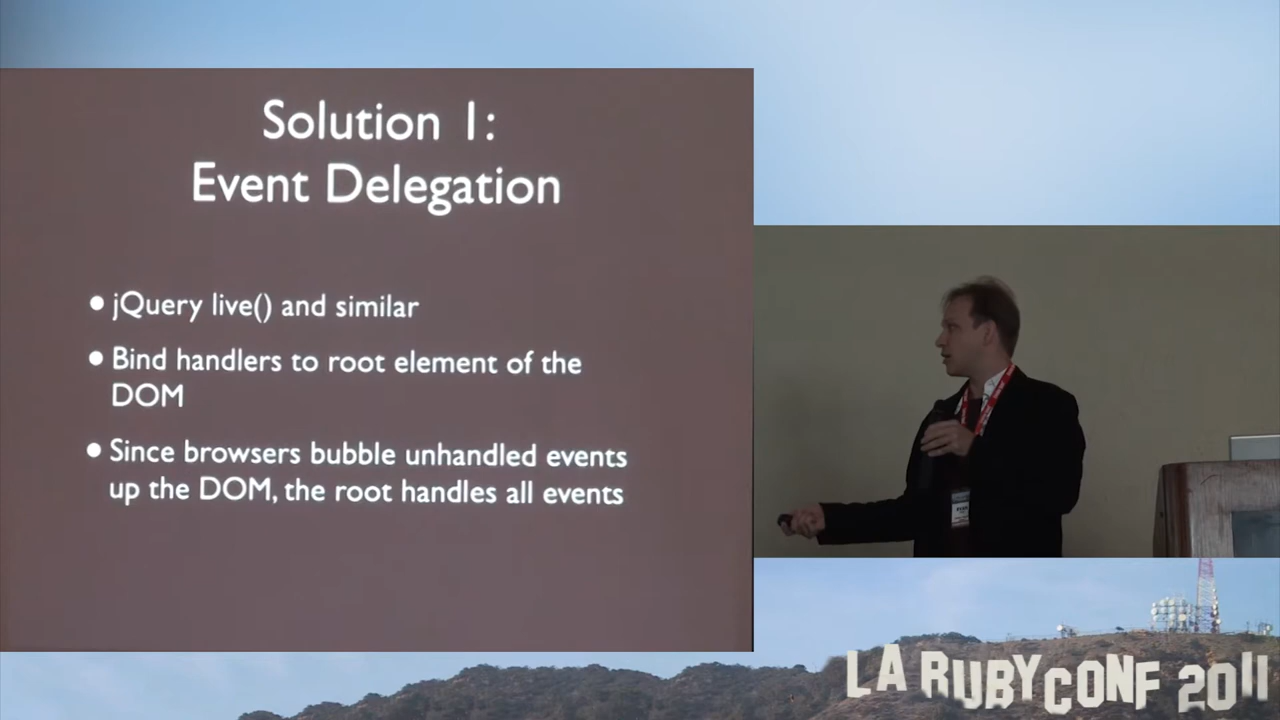 Solution 1:
Event Delegation
• jQuery live() and similar
• Bind handlers to root element of the
DOM
• Since browsers bubble unhandled events
up the DOM, the root handles all events
LA RUBYCONF 2011